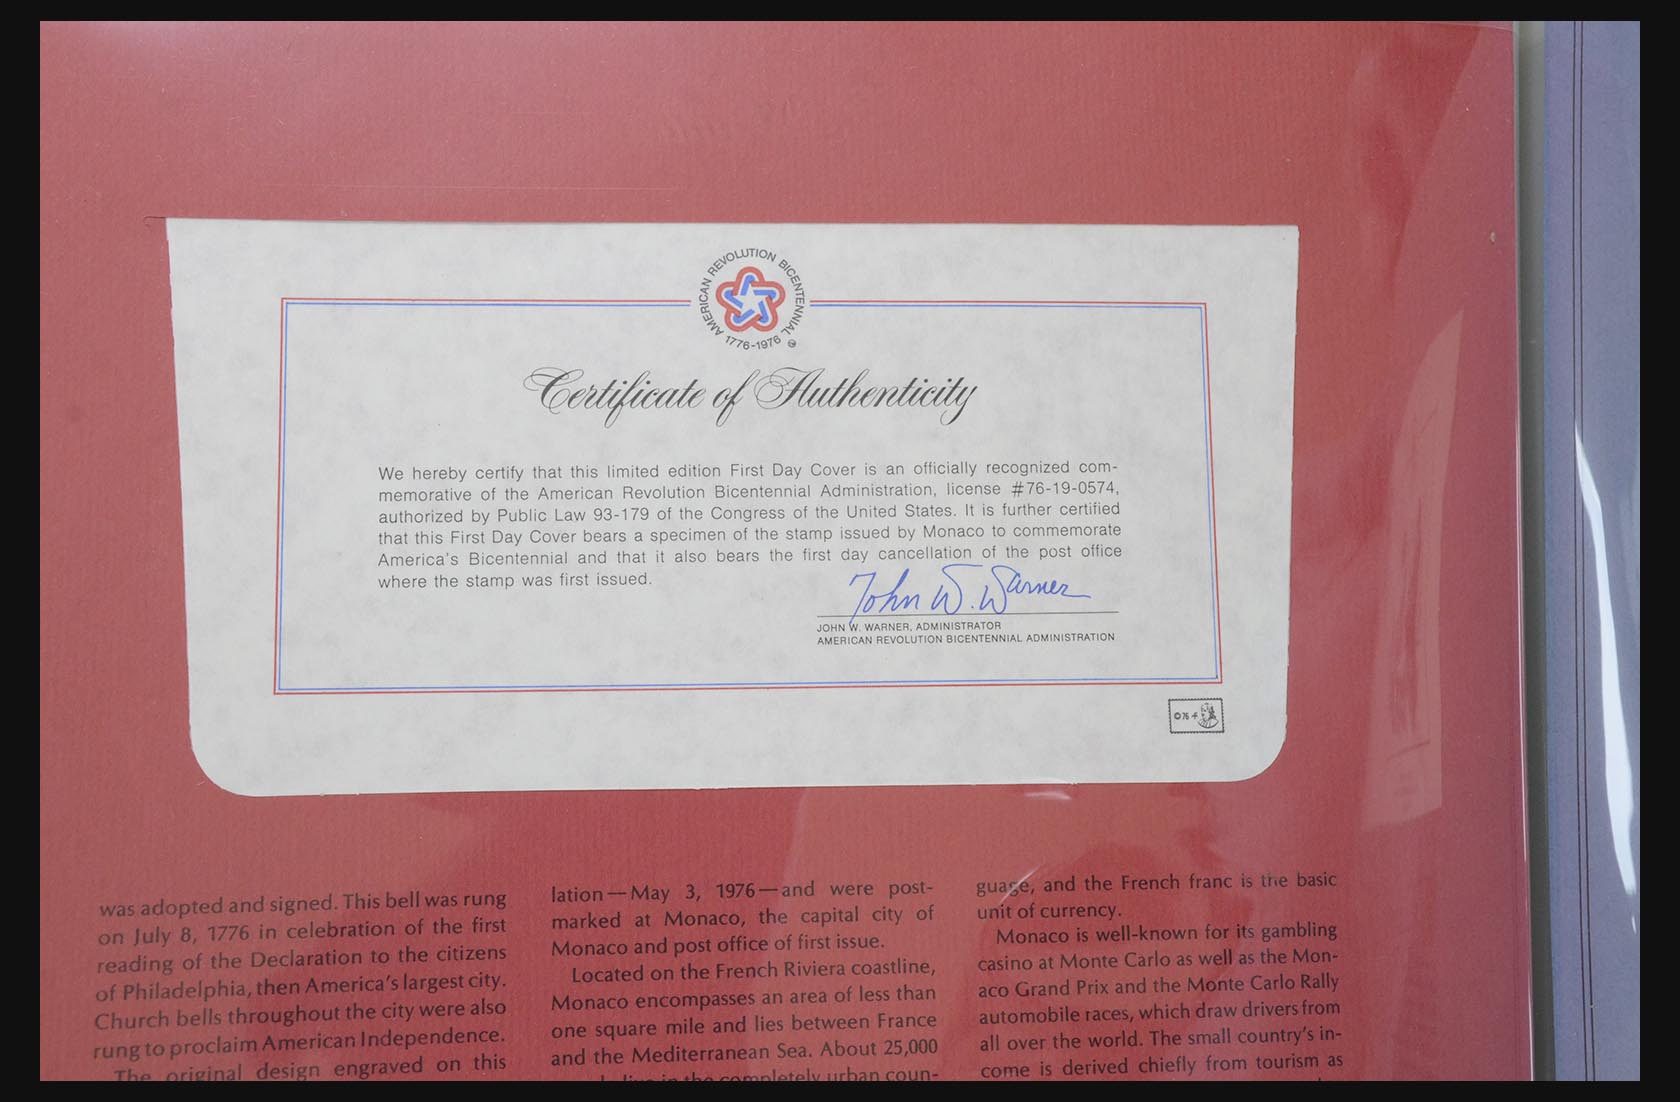 AMERICAN REVOLUTION BICENTENNIAL
1776-1976
Certificate of Authenticity
We hereby certify that this limited edition First Day Cover is an officially recognized com-
memorative of the American Revolution Bicentennial Administration, license #76-19-0574,
authorized by Public Law 93-179 of the Congress of the United States. It is further certified
that this First Day Cover bears a specimen of the stamp issued by Monaco to commemorate
America's Bicentennial and that it also bears the first day cancellation of the post office
where the stamp was first issued.
John W. Warner
JOHN W. WARNER, ADMINISTRATOR
AMERICAN REVOLUTION BICENTENNIAL ADMINISTRATION
©76
was adopted and signed. This bell was rung
on July 8, 1776 in celebration of the first
reading of the Declaration to the citizens
of Philadelphia, then America's largest city.
Church bells throughout the city were also
rung to proclaim American Independence.
The original design engraved on this
lation—May 3, 1976—and were post-
marked at Monaco, the capital city of
Monaco and post office of first issue.
Located on the French Riviera coastline,
Monaco encompasses an area of less than
one square mile and lies between France
and the Mediterranean Sea. About 25,000
in the completely urban coun-
guage, and the French franc is the basic
unit of currency.
Monaco is well-known for its gambling
casino at Monte Carlo as well as the Mon-
aco Grand Prix and the Monte Carlo Rally
automobile races, which draw drivers from
all over the world. The small country's in-
come is derived chiefly from tourism as